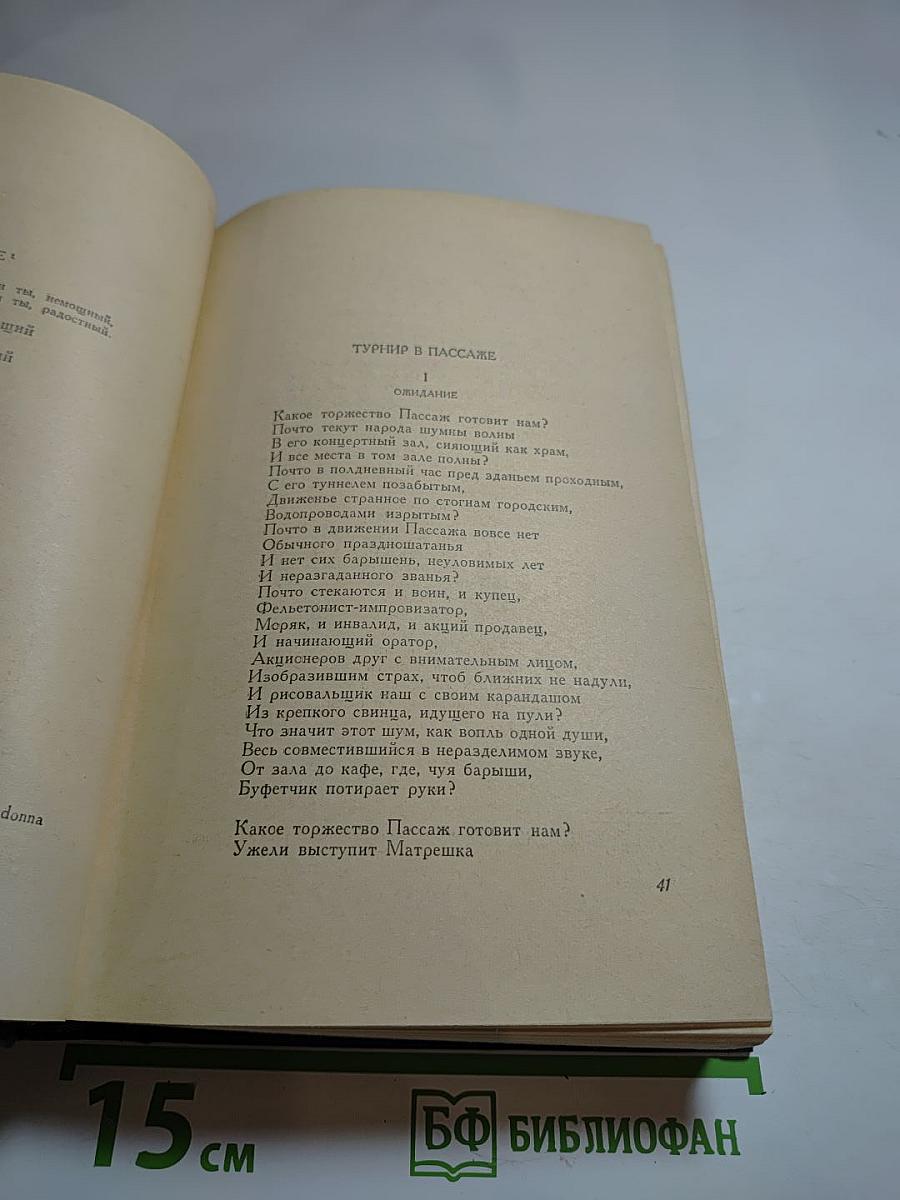 Е ¹
ты, немощный,
ты, радостный.
щий
ий
donna
ТУРНИР В ПАССАЖЕ
1
ОЖИДАНИЕ
Какое торжество Пассаж готовит нам?
Почто текут народа шумны волны
В его концертный зал, сияющий как храм,
И все места в том зале полны?
Почто в полдневный час пред зданьем проходным,
С его туннелем позабытым,
Движенье странное по стогнам городским,
Водопроводами изрытым?
Почто в движении Пассажа вовсе нет
Обычного праздношатанья
И нет сих барышень, неуловимых лет
И неразгаданного званья?
Почто стекаются и воин, и купец,
Фельетонист-импровизатор,
Моряк, и инвалид, и акций продавец,
И начинающий оратор,
Акционеров друг с внимательным лицом,
Изобразившим страх, чтоб ближних не надули,
И рисовальщик наш с своим карандашом
Из крепкого свинца, идущего на пули?
Что значит этот шум, как вопль одной души,
Весь совместившийся в неразделимом звуке,
От зала до кафе, где, чуя барыши,
Буфетчик потирает руки?
Какое торжество Пассаж готовит нам?
Ужели выступит Матрешка
41
15 см
БФ БИБЛИОФАН